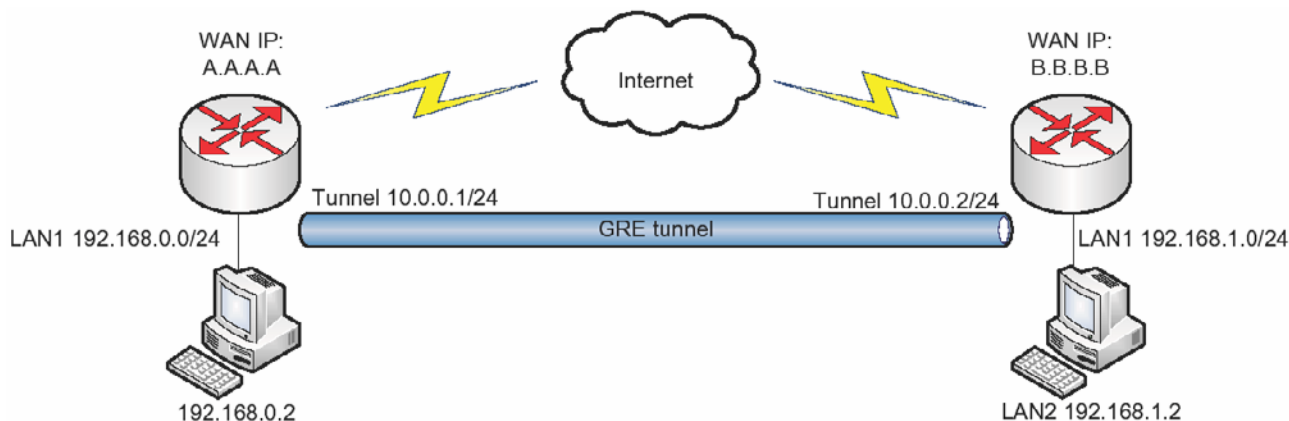 WAN IP:
A.A.A.A
Internet
WAN IP:
B.B.B.B
Tunnel 10.0.0.1/24
Tunnel 10.0.0.2/24
GRE tunnel
LAN1 192.168.0.0/24
LAN1 192.168.1.0/24
192.168.0.2
LAN2 192.168.1.2